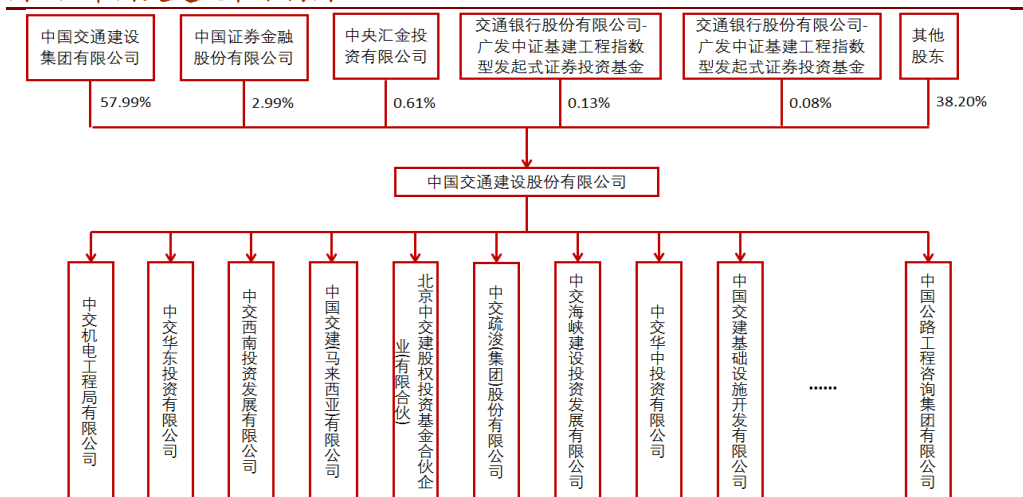 中国交通建设
集团有限公司
中国证券金融
股份有限公司
中央汇金投
资有限公司
交通银行股份有限公司-
广发中证基建工程指数
型发起式证券投资基金
交通银行股份有限公司-
广发中证基建工程指数
型发起式证券投资基金
其他
股东
57.99%
2.99%
0.61%
0.13%
0.08%
38.20%
中国交通建设股份有限公司
中交机电工程局有限公司
中交华东投资有限公司
中交西南投资发展有限公司
中国交建(马来西亚)有限公司
北京中交建股权投资基金合伙企
业(有限合伙)
中交疏浚(集团)股份有限公司
中交海峡建设投资发展有限公司
中交华中投资有限公司
中国交建基础设施开发有限公司
......
中国公路工程咨询集团有限公司